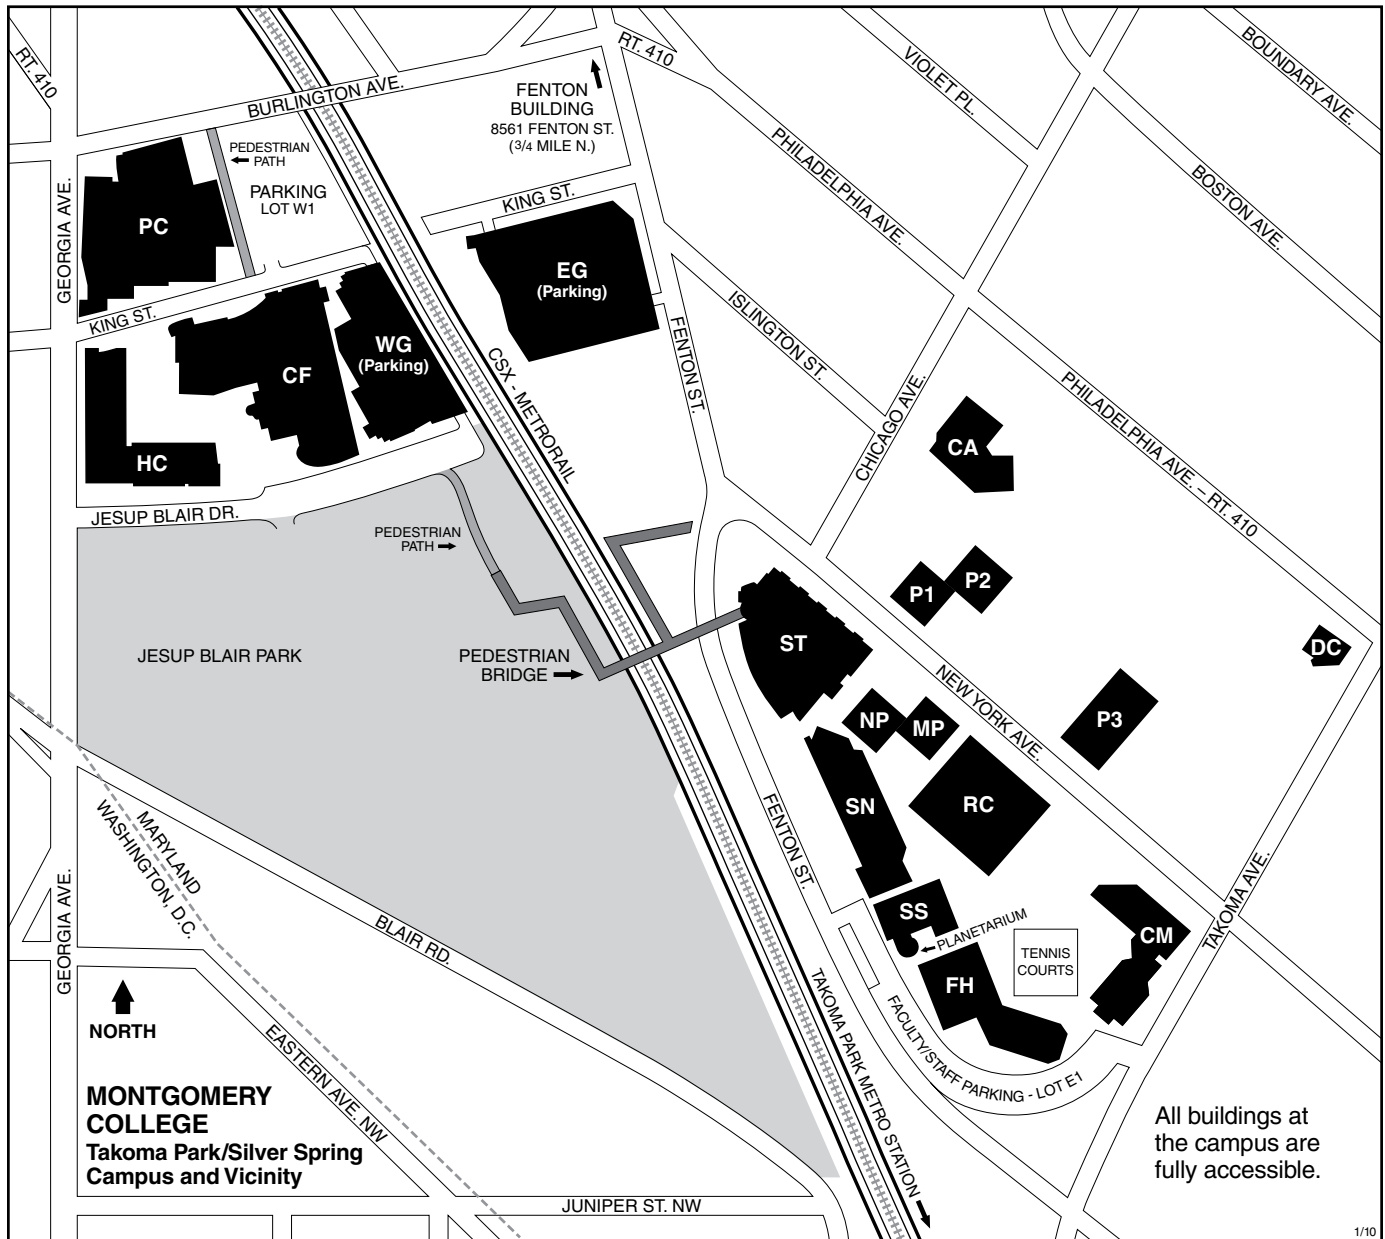 RT. 410
BURLINGTON AVE.
RT. 410
VIOLET PL.
BOUNDARY AVE.
FENTON
BUILDING
8561 FENTON ST.
(3/4 MILE N.)
PHILADELPHIA AVE.
BOSTON AVE.
PEDESTRIAN
PATH
PARKING
LOT W1
GEORGIA AVE.
PC
KING ST.
EG
(Parking)
ISLINGTON ST.
KING ST.
WG
(Parking)
CF
CSX - METRORAIL
FENTON ST.
CHICAGO AVE.
PHILADELPHIA AVE. – RT. 410
CA
HC
JESUP BLAIR DR.
PEDESTRIAN
PATH
P1
P2
DC
JESUP BLAIR PARK
PEDESTRIAN
BRIDGE
ST
NEW YORK AVE.
NP
MP
P3
SN
RC
FENTON ST.
MARYLAND
WASHINGTON, D.C.
TAKOMA AVE.
GEORGIA AVE.
BLAIR RD.
SS
PLANETARIUM
TENNIS
COURTS
CM
FH
NORTH
EASTERN AVE. NW
TAKOMA PARK METRO STATION
FACULTY/STAFF PARKING - LOT E1
MONTGOMERY
COLLEGE
Takoma Park/Silver Spring
Campus and Vicinity
All buildings at
the campus are
fully accessible.
JUNIPER ST. NW
1/10